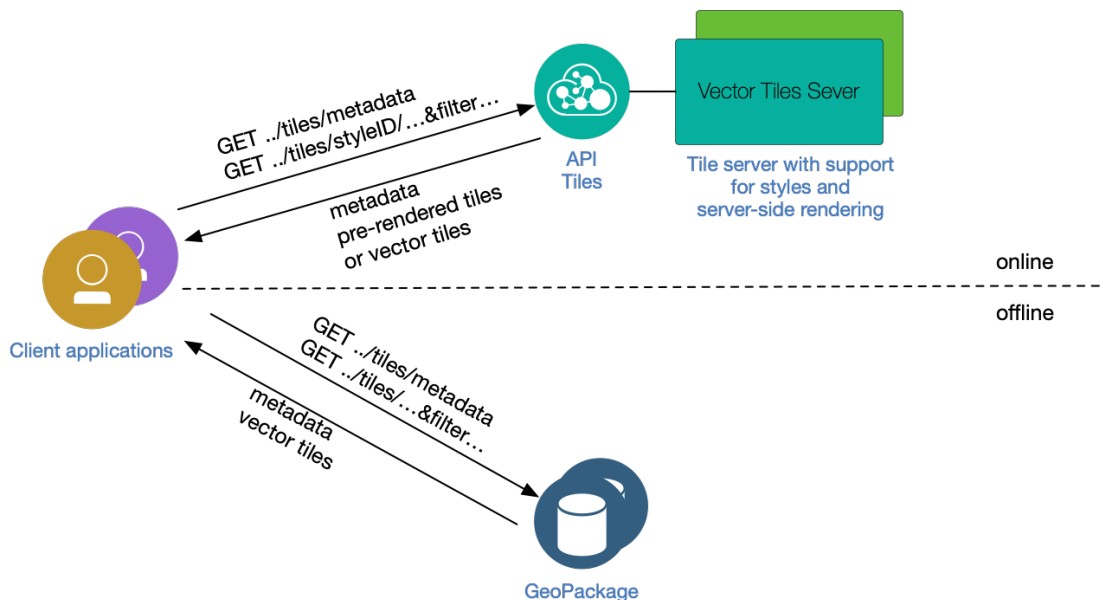 Vector Tiles Sever
GET ../tiles/metadata
GET ../tiles/styleID/...&filter...
API
Tiles
Tile server with support
for styles and
server-side rendering
metadata
pre-rendered tiles
or vector tiles
online
offline
Client applications
GET ../tiles/metadata
GET ../tiles/...&filter...
metadata
vector tiles
GeoPackage